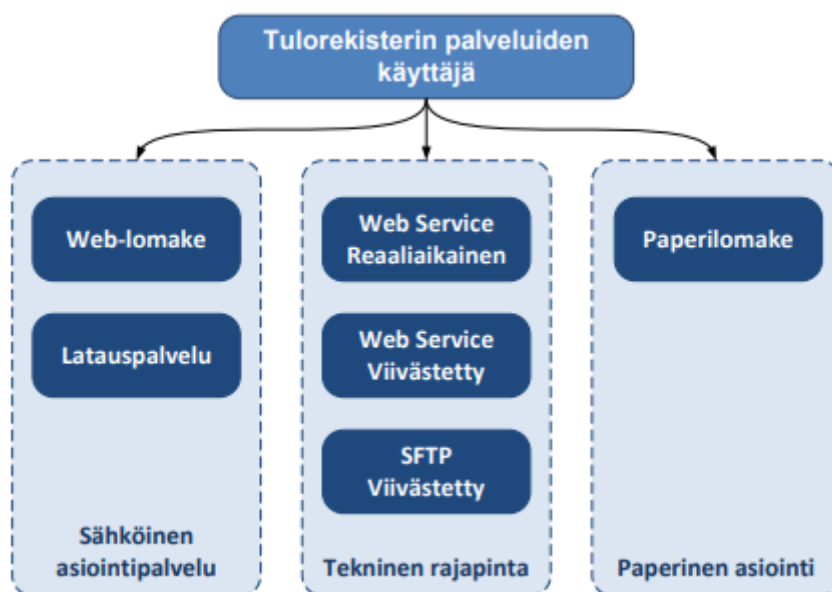 Tulorekisterin palveluiden
käyttäjä
Web-lomake
Latauspalvelu
Sähköinen
asiointipalvelu
Web Service
Reaaliaikainen
Web Service
Viivästetty
SFTP
Viivästetty
Tekninen rajapinta
Paperilomake
Paperinen asiointi